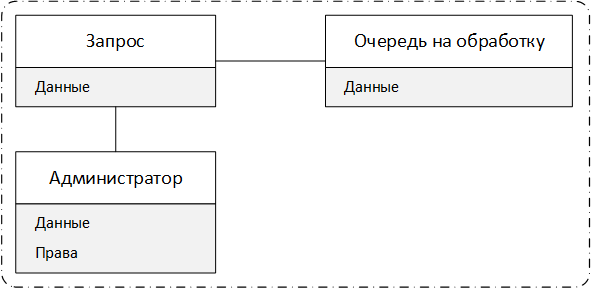 Запрос
Данные
Очередь на обработку
Данные
Администратор
Данные
Права